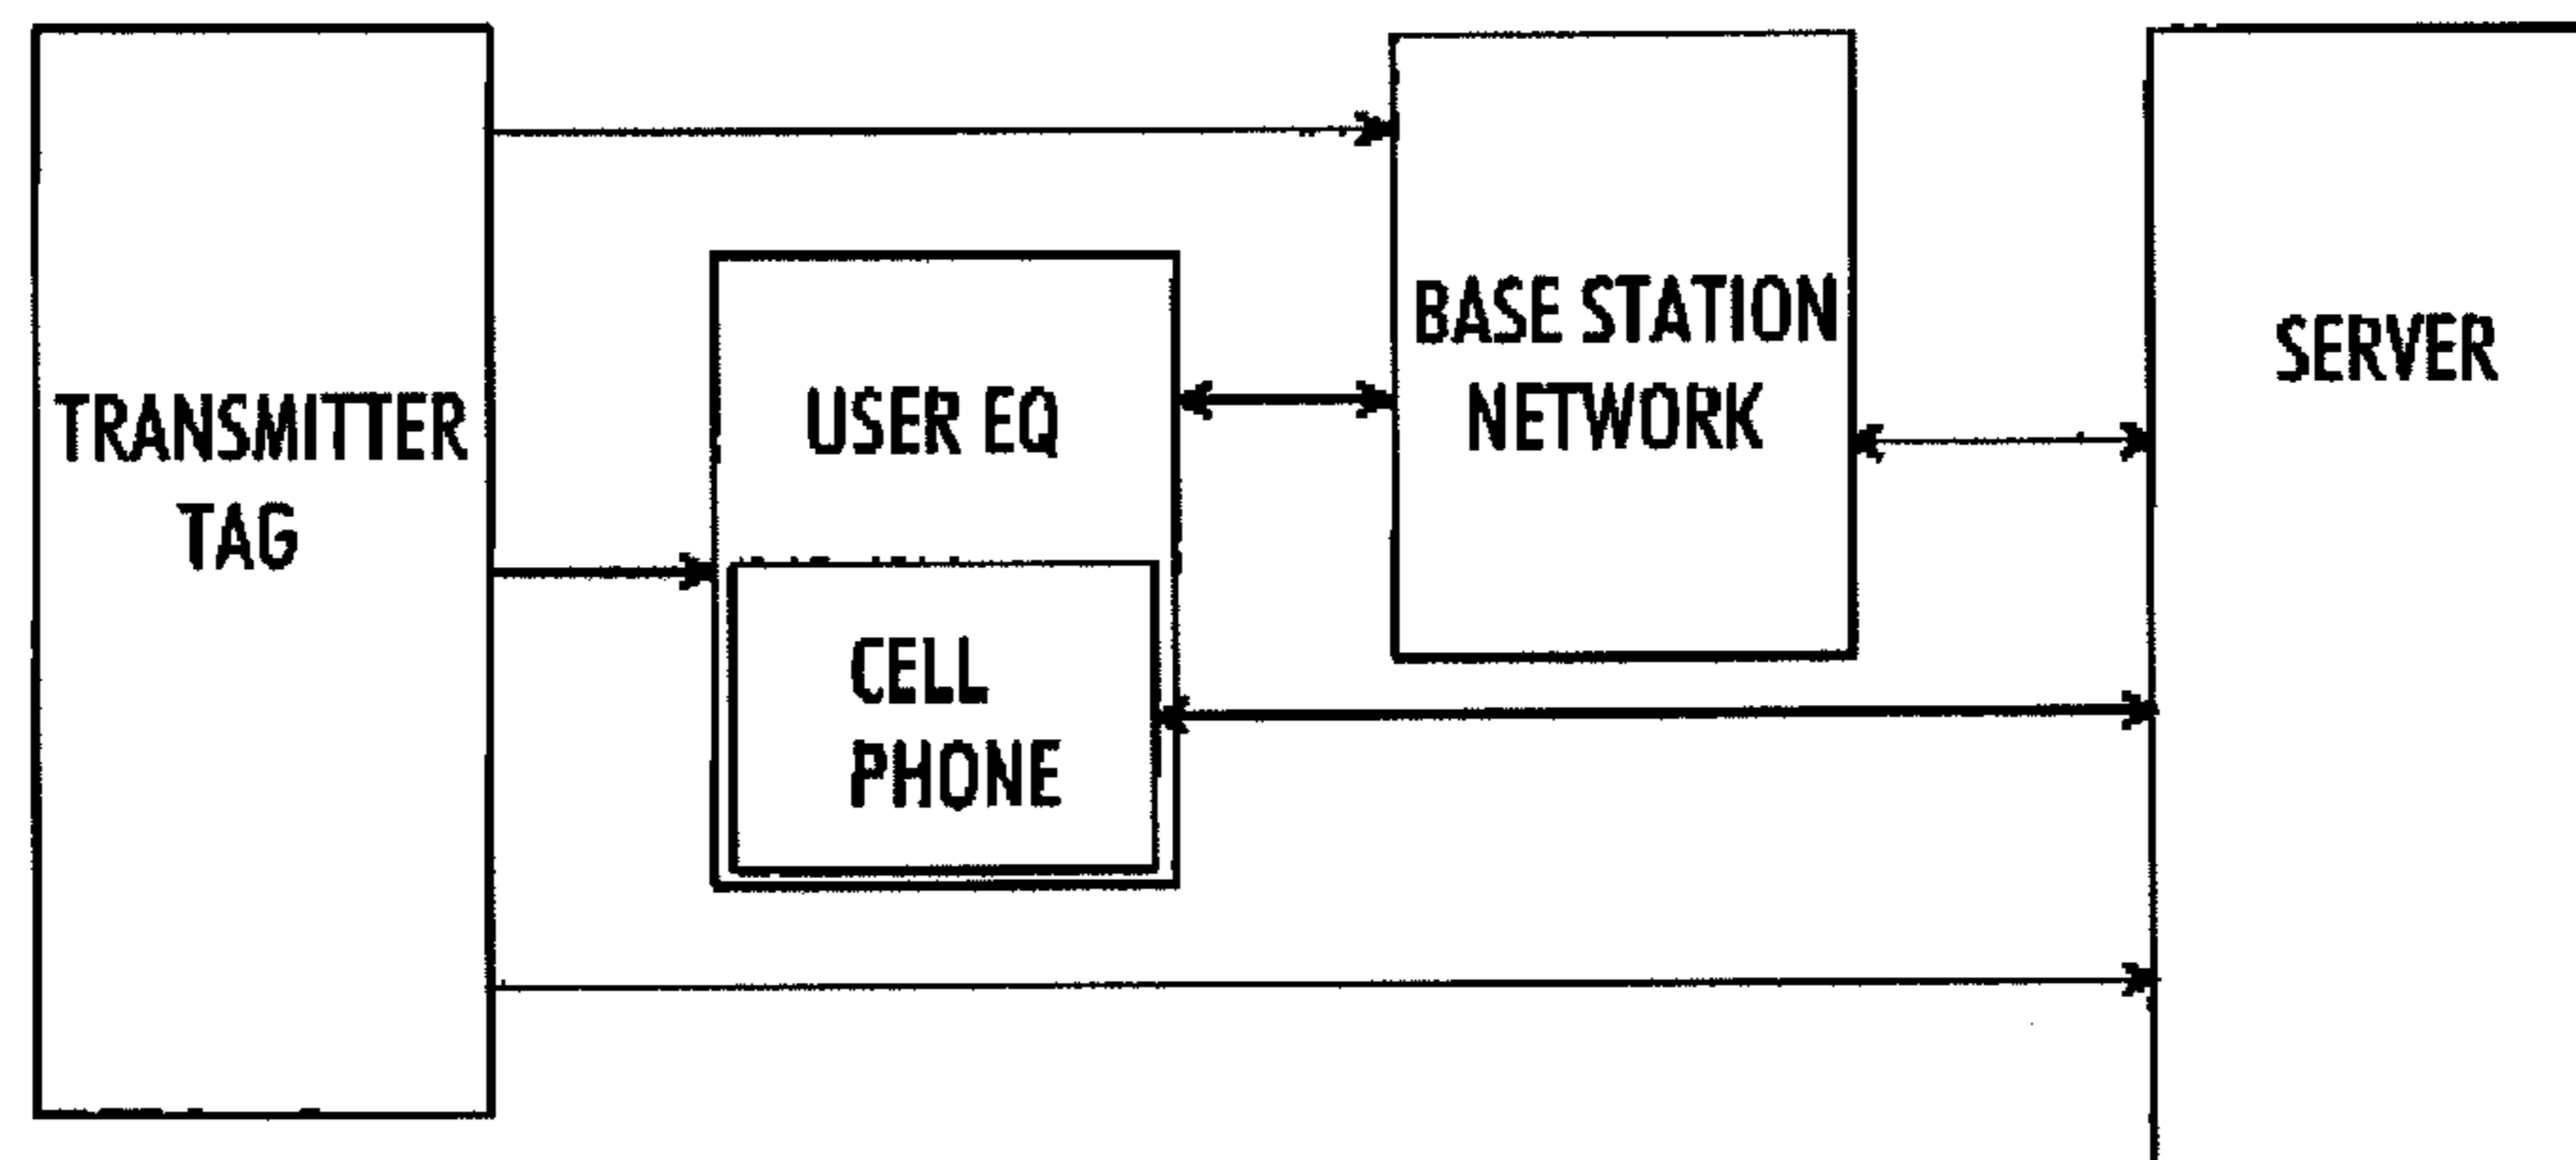 TRANSMITTER
TAG
USER EQ
CELL
PHONE
BASE STATION
NETWORK
SERVER